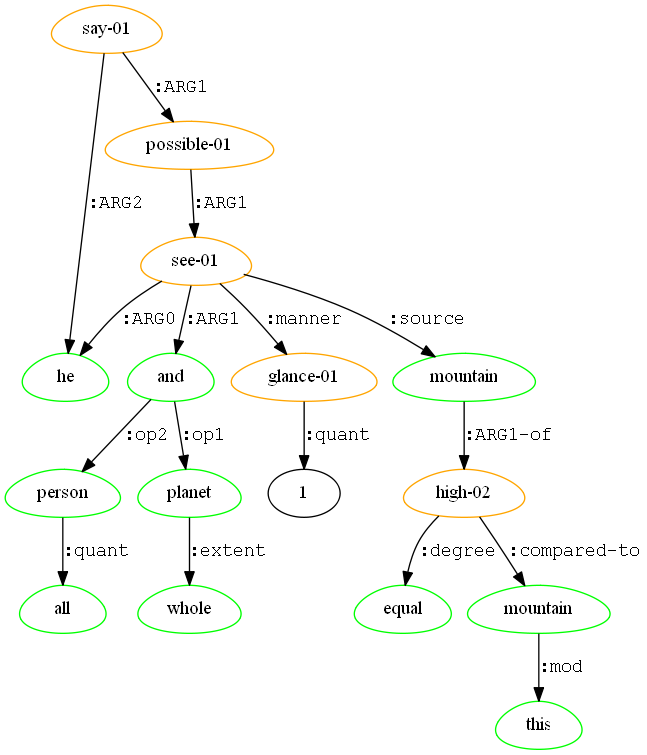 say-01
:ARG1
possible-01
:ARG2 :ARG1
see-01
:ARG0 :ARG1 :manner :source
he and glance-01 mountain
:op2 :op1 :quant :ARG1-of
person planet 1 high-02
:quant :extent :degree :compared-to
all whole equal mountain
:mod
this